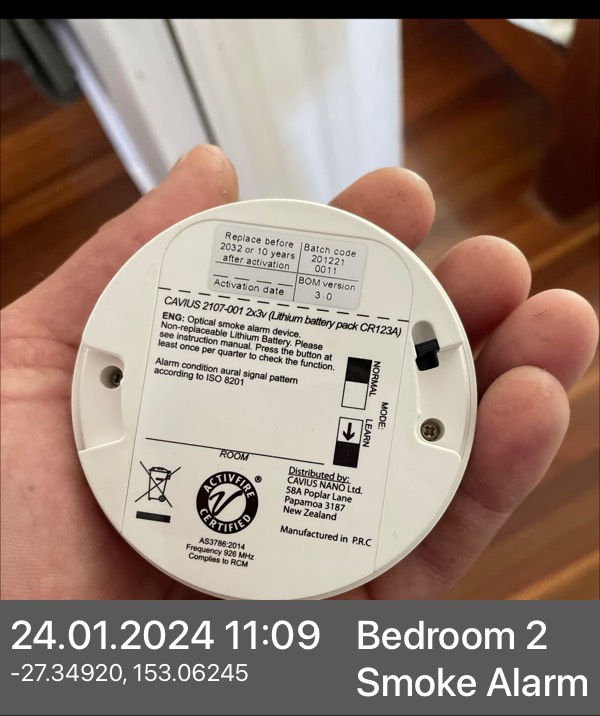 Replace before
2032 or 10 years
after activation
Batch code
201221
0011
Activation date
BOM version
3-0
CAVIUS 2107-001 2x3v (Lithium battery pack CR123A)
ENG: Optical smoke alarm device.
Non-replaceable Lithium Battery. Please
see instruction manual. Press the button at
least once per quarter to check the function.
Alarm condition aural signal pattern
according to ISO 8201
NORMAL
MODE:
LEARN
ROOM
ACTIVFIRE
®
CERTIFIED
AS3786:2014
Frequency 926 MHz
Complies to RCM
Distributed by:
CAVIUS NANO Ltd.
58A Poplar Lane
Papamoa 3187
New Zealand
Manufactured in P.R.C
24.01.2024 11:09
-27.34920, 153.06245
Bedroom 2
Smoke Alarm